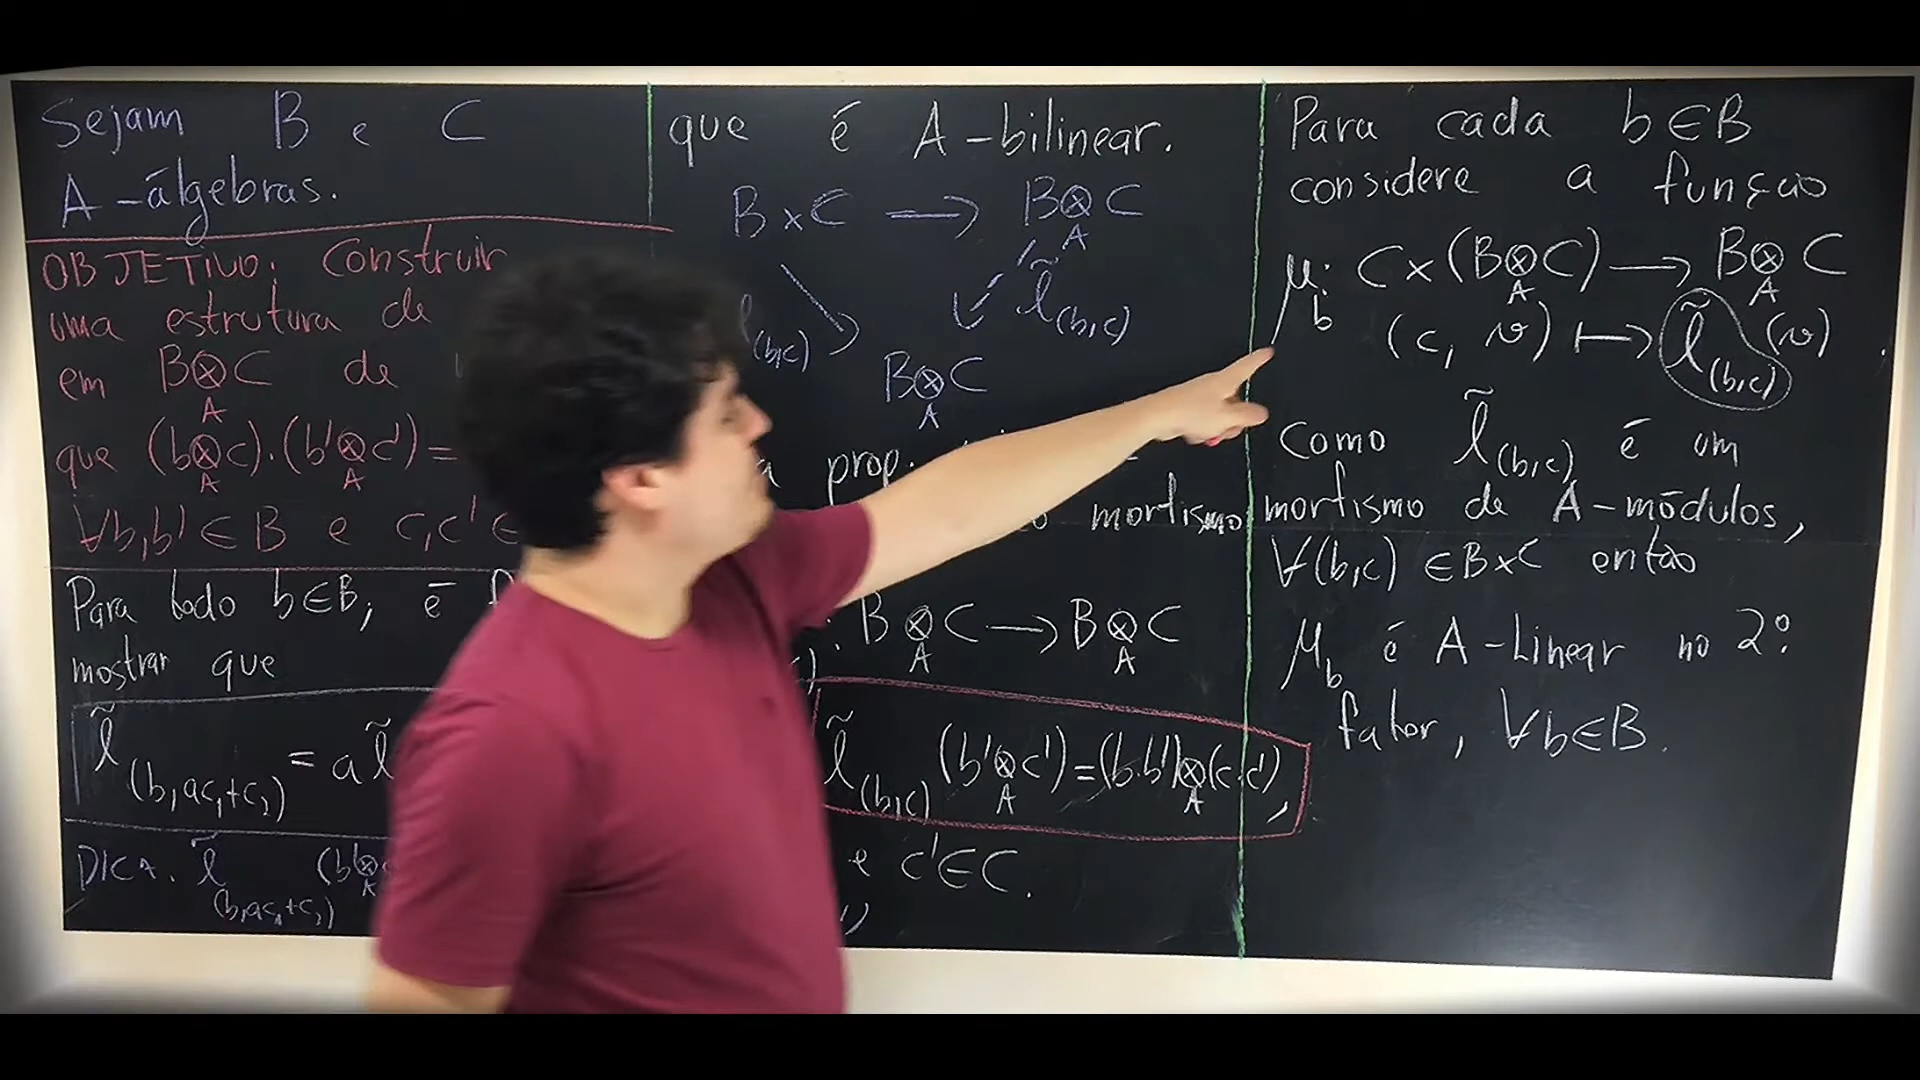 Sejam B e C
A-álgebras.
OBJETIVO: Construir
uma estrutura de
em B⊗C de
A
que (b⊗c).(b'⊗c')=
A A
∀b,b'∈B e c,c'∈
Para todo b∈B, é
mostrar que
l̃(b,ac₁+c₂) = a l̃
DICA. l̃(b,ac₁+c₂) (b'⊗c
A
que é A-bilinear.
B×C → B⊗C
A
l̃(b,c)
(b,c)
B⊗C
A
prop.
morfismo
: B⊗C → B⊗C
A A
l̃(b,c) (b'⊗c')=(b.b')⊗(c.c'),
A A
e c'∈C.
Para cada b∈B
considere a função
μb: C×(B⊗C) → B⊗C
A A
(c, v) ↦ l̃(b,c) (v).
Como l̃(b,c) é um
morfismo de A-módulos,
∀(b,c) ∈B×C então
μb é A-Linear no 2º
fator, ∀b∈B.